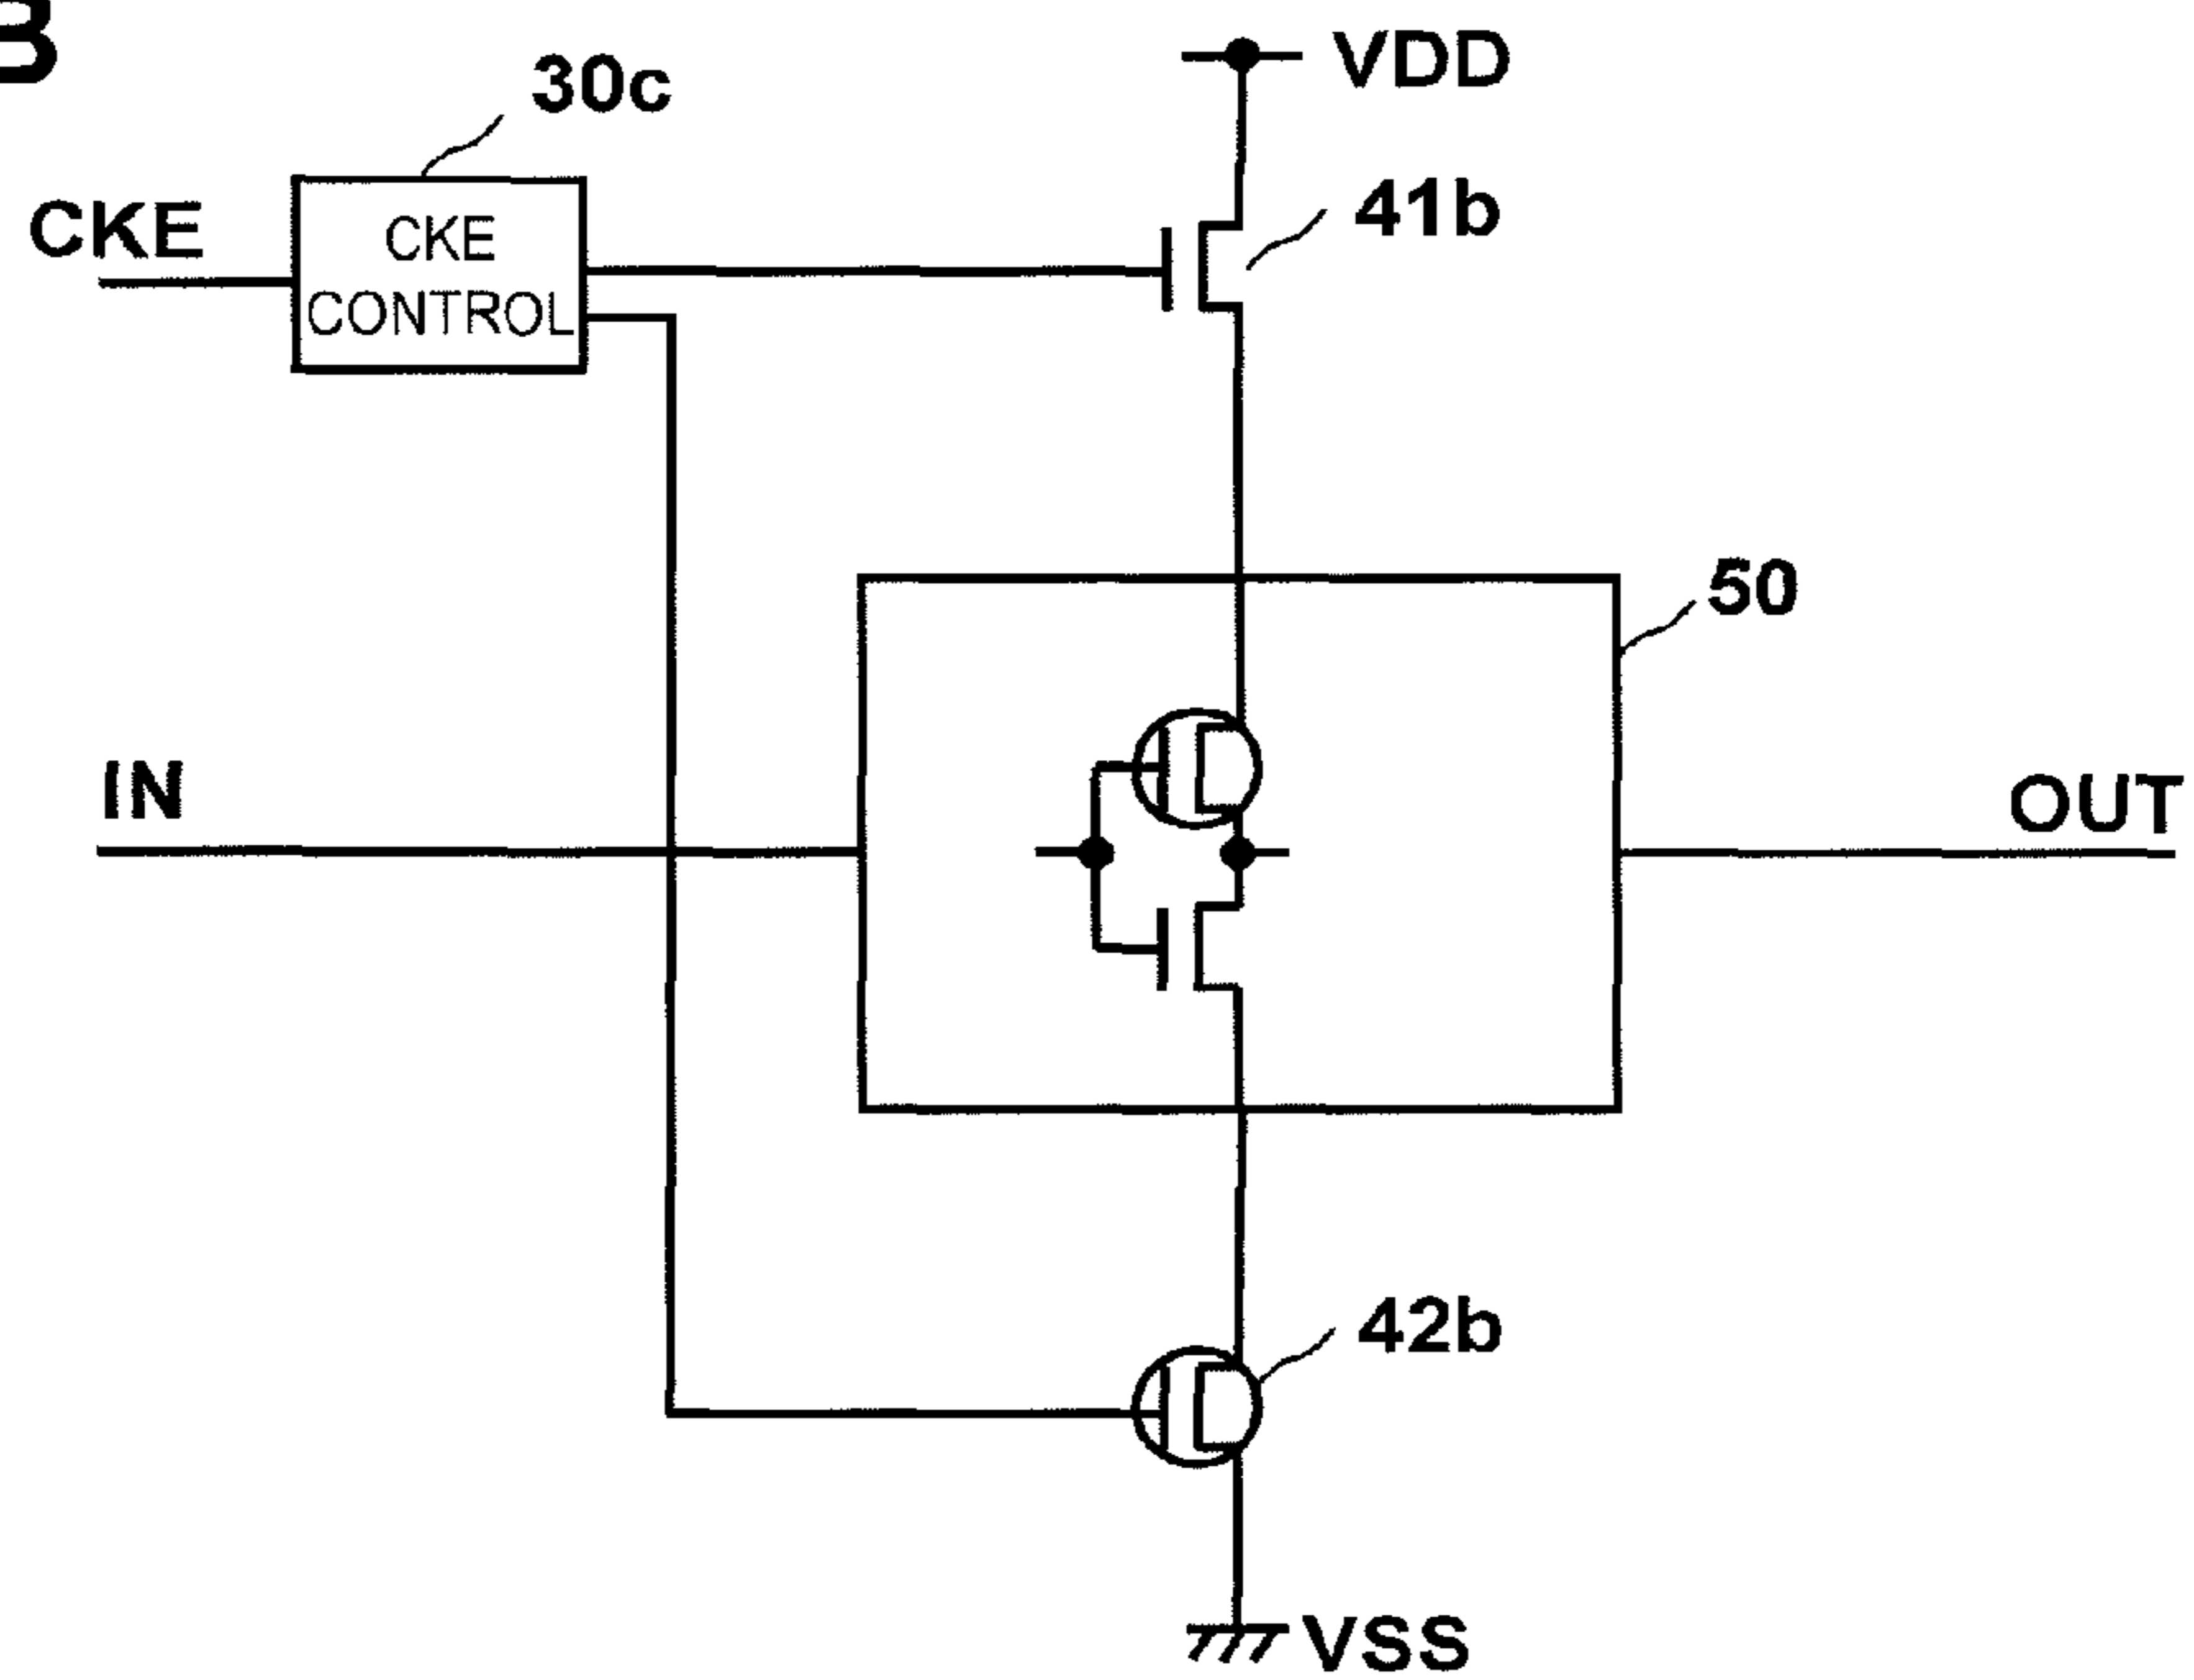 B
30c
VDD
CKE
CKE
CONTROL
41b
50
IN
OUT
42b
VSS